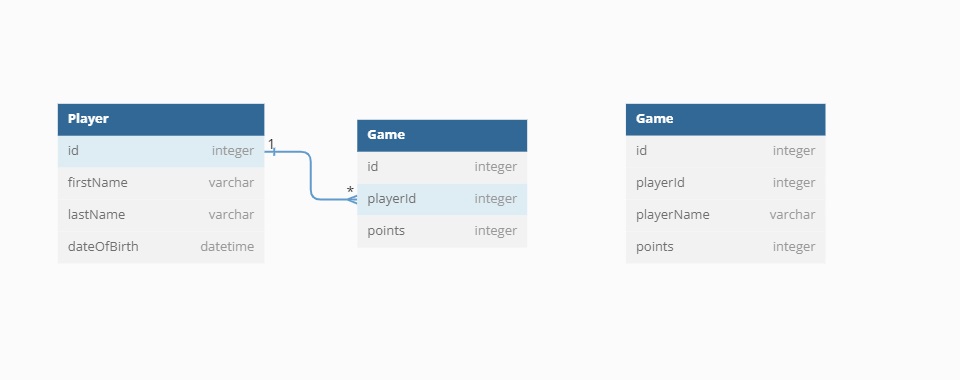 Player
id integer
firstName varchar
lastName varchar
dateOfBirth datetime
1
*
Game
id integer
playerId integer
points integer
Game
id integer
playerId integer
playerName varchar
points integer